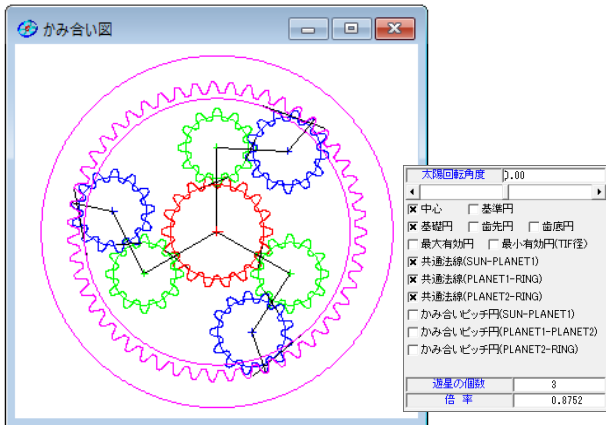 かみ合い図
太陽回転角度 0.00
中心 基準円
基礎円 歯先円 歯底円
最大有効円 最小有効円(TIF径)
共通法線(SUN-PLANET1)
共通法線(PLANET1-RING)
共通法線(PLANET2-RING)
かみ合いピッチ円(SUN-PLANET1)
かみ合いピッチ円(PLANET1-PLANET2)
かみ合いピッチ円(PLANET2-RING)
遊星の個数 3
倍 率 0.8752